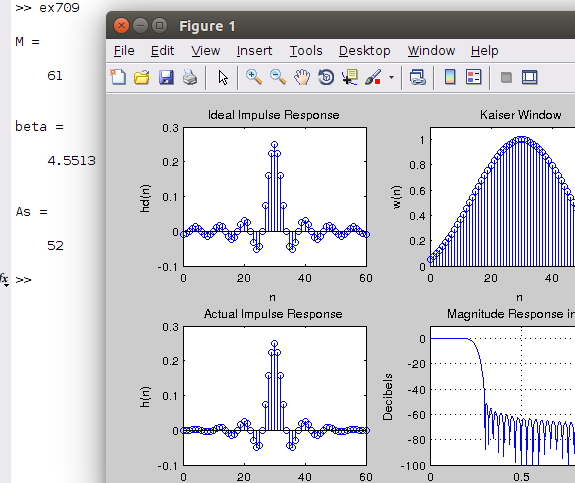 >> ex709
M =
61
beta =
4.5513
As =
52
fx >>
Figure 1
File Edit View Insert Tools Desktop Window Help
Ideal Impulse Response
hd(n)
0.3
0.2
0.1
0
-0.1
0 20 40 60
n
Kaiser Window
w(n)
1
0.8
0.6
0.4
0.2
0
0 20 40
n
Actual Impulse Response
h(n)
0.3
0.2
0.1
0
-0.1
0 20 40 60
Magnitude Response in
Decibels
0
-20
-40
-60
-80
-100
0 0.5